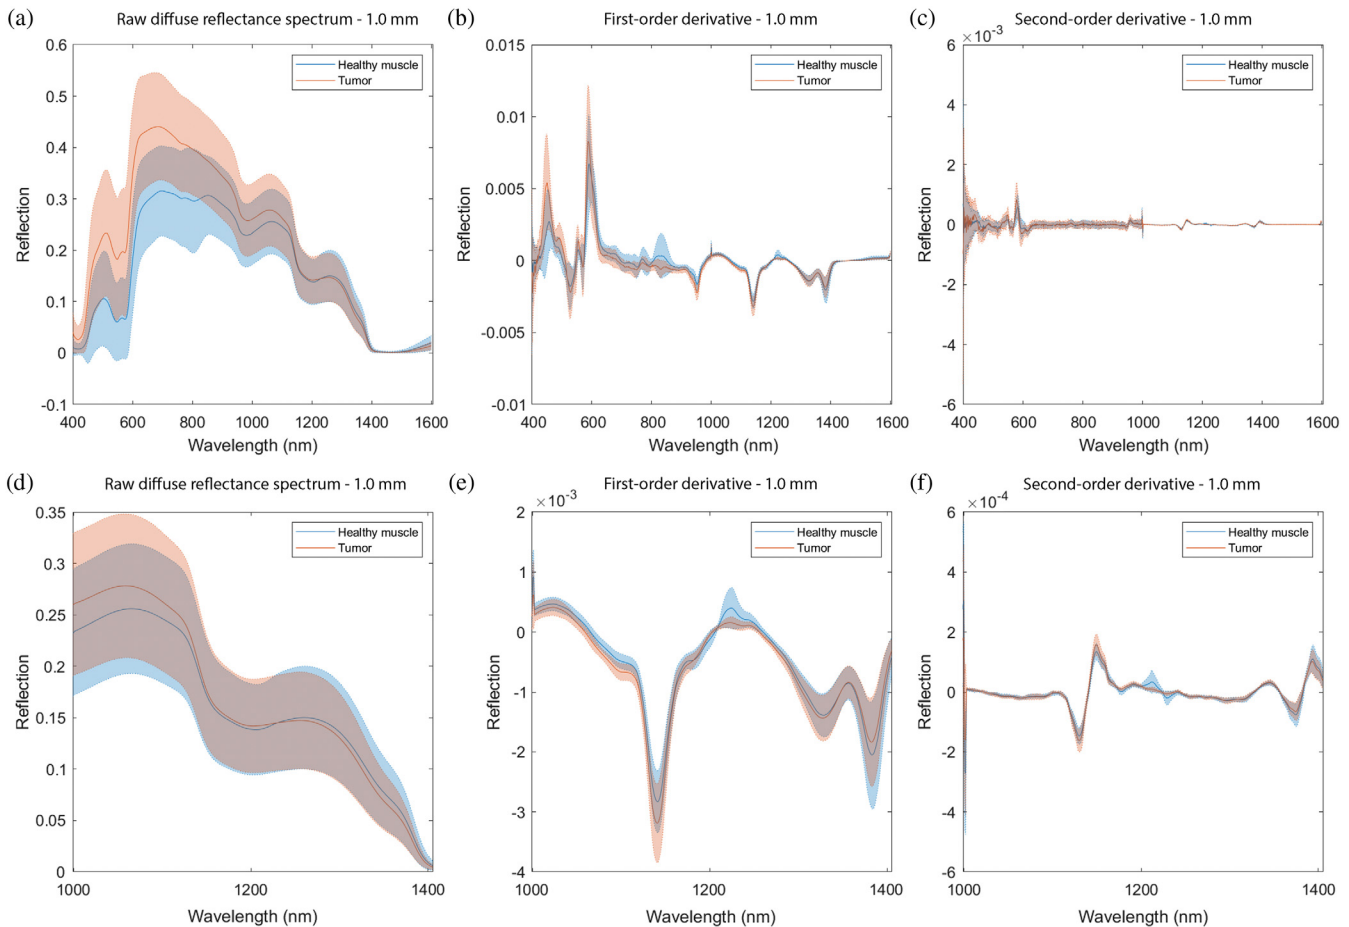 (a)
Raw diffuse reflectance spectrum - 1.0 mm
0.6
0.5
0.4
0.3
0.2
0.1
0
-0.1
Reflection
Healthy muscle
Tumor
400
600
800
1000
1200
1400
1600
Wavelength (nm)
(b)
First-order derivative - 1.0 mm
0.015
0.01
0.005
0
-0.005
-0.01
Reflection
Healthy muscle
Tumor
400
600
800
1000
1200
1400
1600
Wavelength (nm)
(c)
Second-order derivative - 1.0 mm
×10-3
6
4
2
0
-2
-4
-6
Reflection
Healthy muscle
Tumor
400
600
800
1000
1200
1400
1600
Wavelength (nm)
(d)
Raw diffuse reflectance spectrum - 1.0 mm
0.35
0.3
0.25
0.2
0.15
0.1
0.05
0
Reflection
Healthy muscle
Tumor
1000
1200
1400
Wavelength (nm)
(e)
First-order derivative - 1.0 mm
×10-3
2
1
0
-1
-2
-3
-4
Reflection
Healthy muscle
Tumor
1000
1200
1400
Wavelength (nm)
(f)
Second-order derivative - 1.0 mm
×10-4
6
4
2
0
-2
-4
-6
Reflection
Healthy muscle
Tumor
1000
1200
1400
Wavelength (nm)